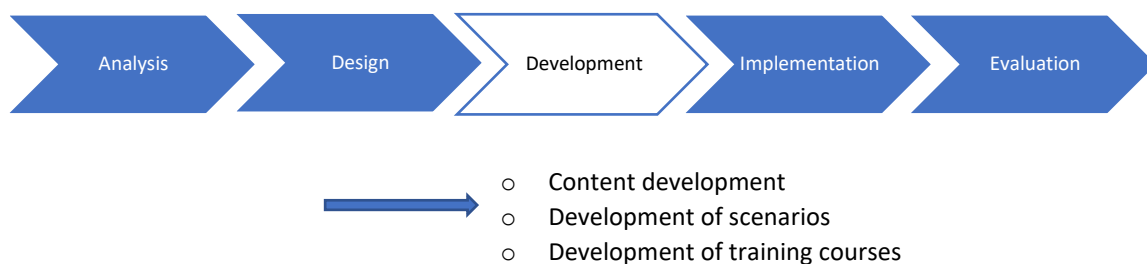 Analysis
Design
Development
Implementation
Evaluation
o Content development
o Development of scenarios
o Development of training courses